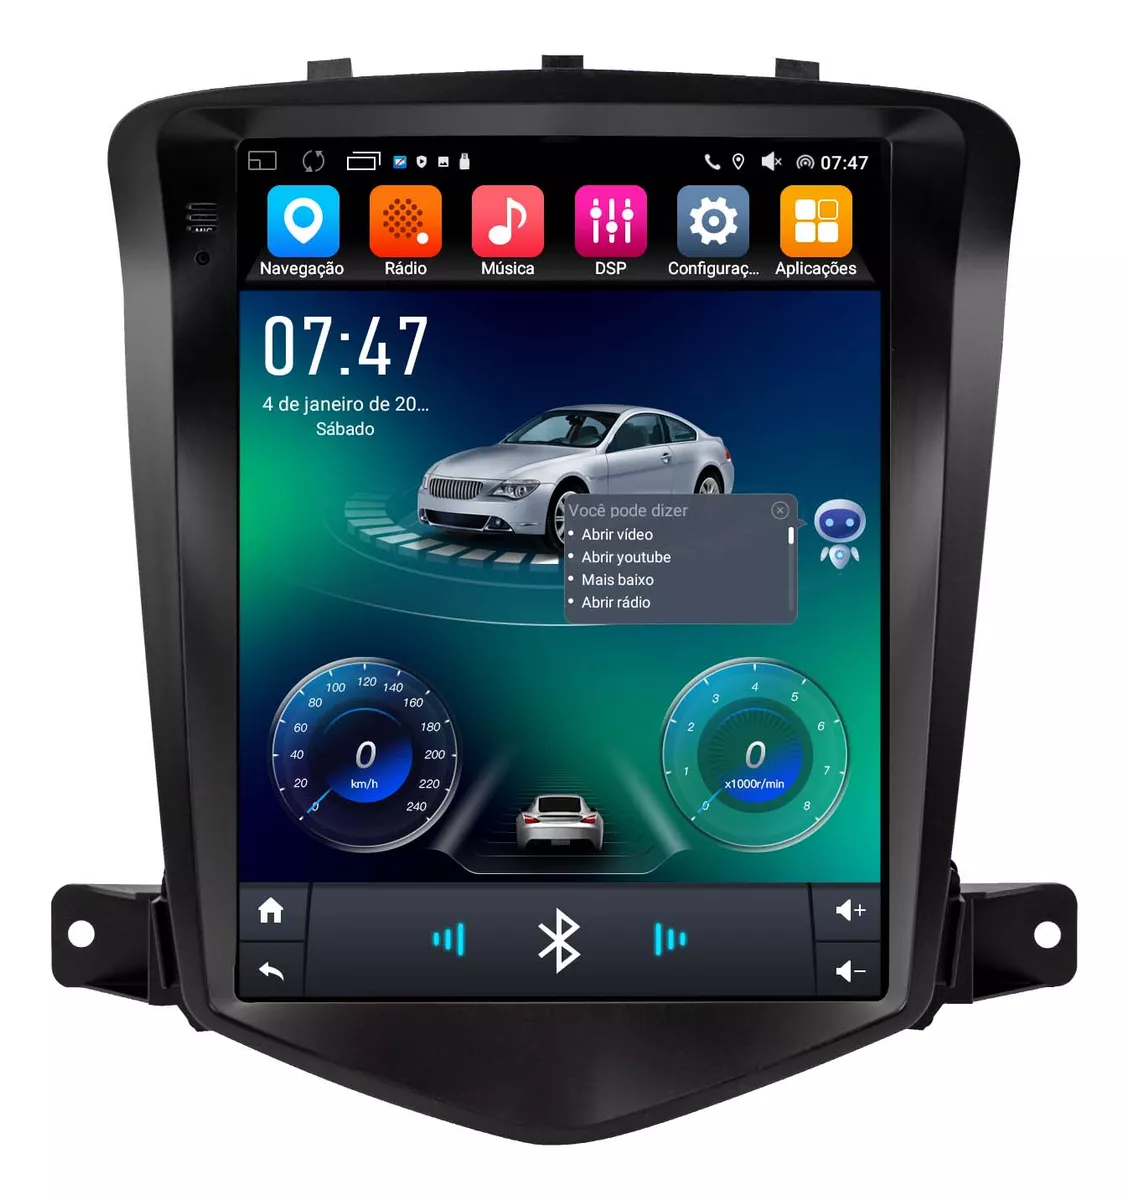 07:47
MIC
Navegação
Rádio
Música
DSP
Configuraç...
Aplicações
07:47
4 de janeiro de 20...
Sábado
Você pode dizer
• Abrir vídeo
• Abrir youtube
• Mais baixo
• Abrir rádio
0 20 40 60 80 100 120 140 160 180 200 220 240
0
km/h
0 1 2 3 4 5 6 7 8
0
x1000r/min